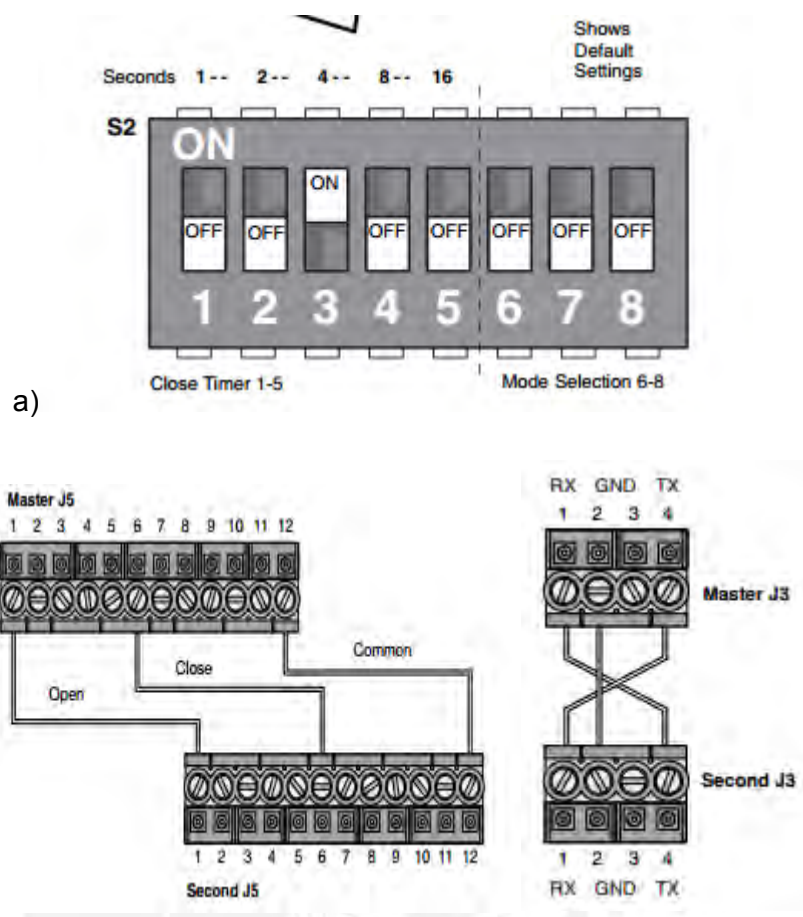 Shows
Default
Settings
Seconds 1-- 2-- 4-- 8-- 16
S2
ON
ON
OFF OFF OFF OFF OFF OFF OFF
1 2 3 4 5 6 7 8
Close Timer 1-5 Mode Selection 6-8
a)
Master J5
1 2 3 4 5 6 7 8 9 10 11 12
Open
Close
Common
1 2 3 4 5 6 7 8 9 10 11 12
Second J5
RX GND TX
1 2 3 4
Master J3
Second J3
1 2 3 4
RX GND TX